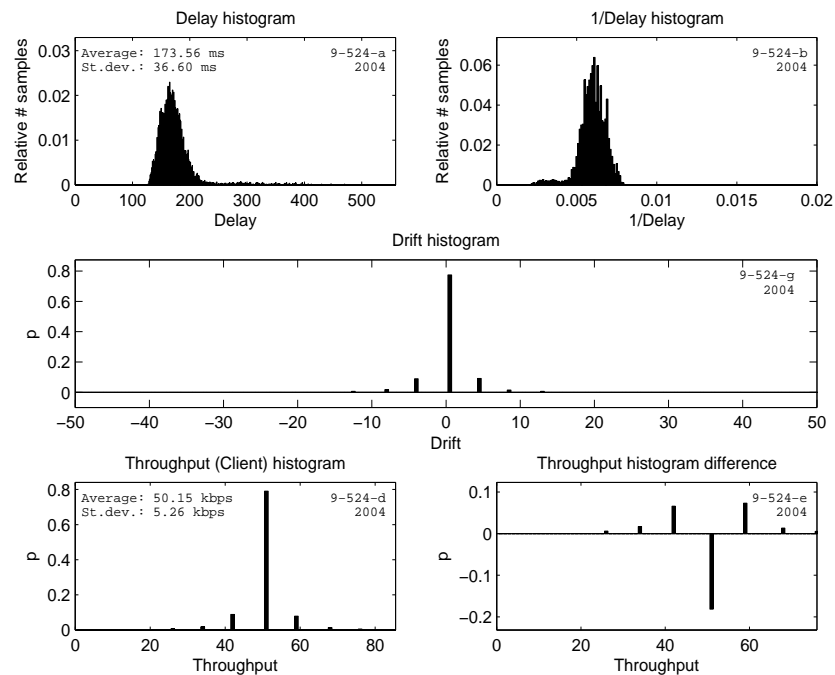 Delay histogram
Average: 173.56 ms
St.dev.: 36.60 ms
9-524-a
2004
Relative # samples
0.03
0.02
0.01
0
0 100 200 300 400 500
Delay
1/Delay histogram
9-524-b
2004
Relative # samples
0.06
0.04
0.02
0
0 0.005 0.01 0.015 0.02
1/Delay
Drift histogram
9-524-g
2004
p
0.8
0.6
0.4
0.2
0
−50 −40 −30 −20 −10 0 10 20 30 40 50
Drift
Throughput (Client) histogram
Average: 50.15 kbps
St.dev.: 5.26 kbps
9-524-d
2004
p
0.8
0.6
0.4
0.2
0
0 20 40 60 80
Throughput
Throughput histogram difference
9-524-e
2004
p
0.1
0
−0.1
−0.2
0 20 40 60
Throughput